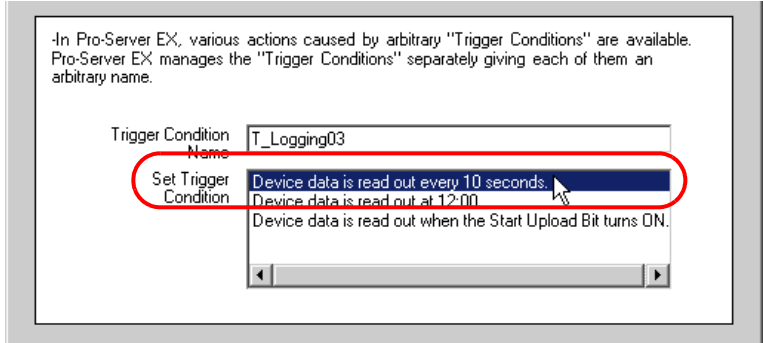 -In Pro-Server EX, various actions caused by arbitrary "Trigger Conditions" are available.
Pro-Server EX manages the "Trigger Conditions" separately giving each of them an
arbitrary name.
Trigger Condition
Name
T_Logging03
Set Trigger
Condition
Device data is read out every 10 seconds.
Device data is read out at 12:00
Device data is read out when the Start Upload Bit turns ON.